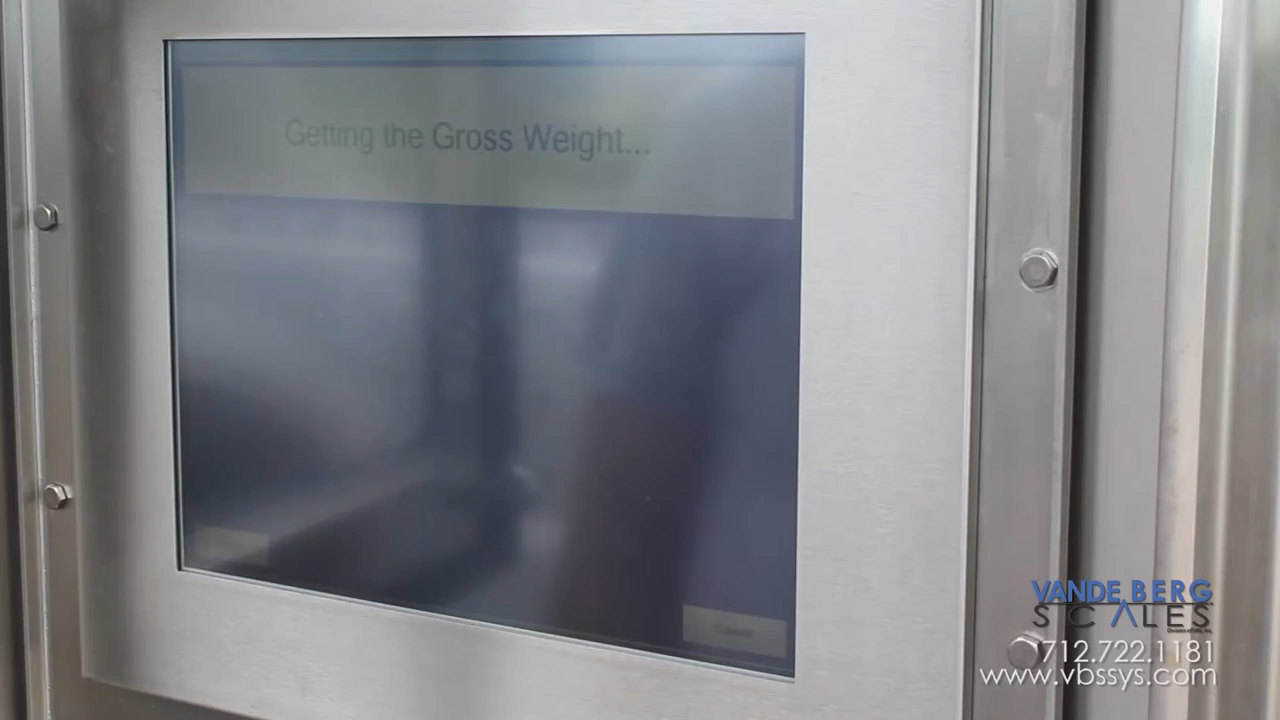 Getting the Gross Weight...
VANDE BERG
SCALES
712.722.1181
www.vbssys.com